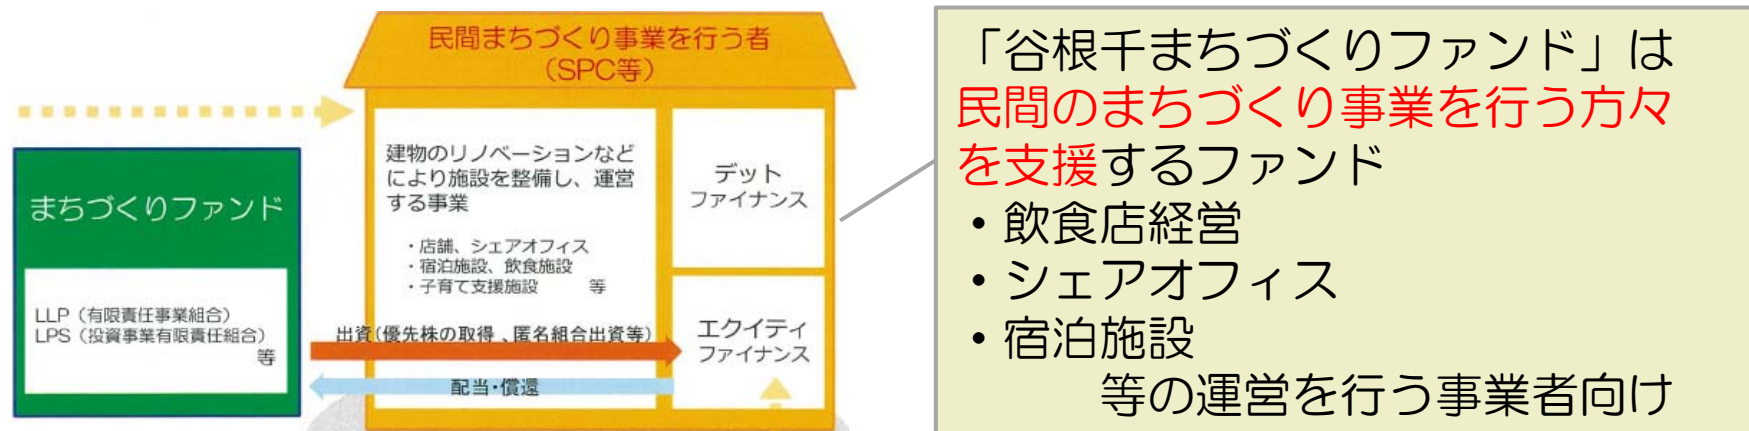 民間まちづくり事業を行う者
(SPC等)
まちづくりファンド
LLP（有限責任事業組合）
LPS（投資事業有限責任組合）
等
建物のリノベーションなど
により施設を整備し、運営
する事業
・店舗、シェアオフィス
・宿泊施設、飲食施設
・子育て支援施設 等
デット
ファイナンス
出資(優先株の取得、匿名組合出資等)
配当・償還
エクイティ
ファイナンス
「谷根千まちづくりファンド」は
民間のまちづくり事業を行う方々
を支援するファンド
・飲食店経営
・シェアオフィス
・宿泊施設
等の運営を行う事業者向け